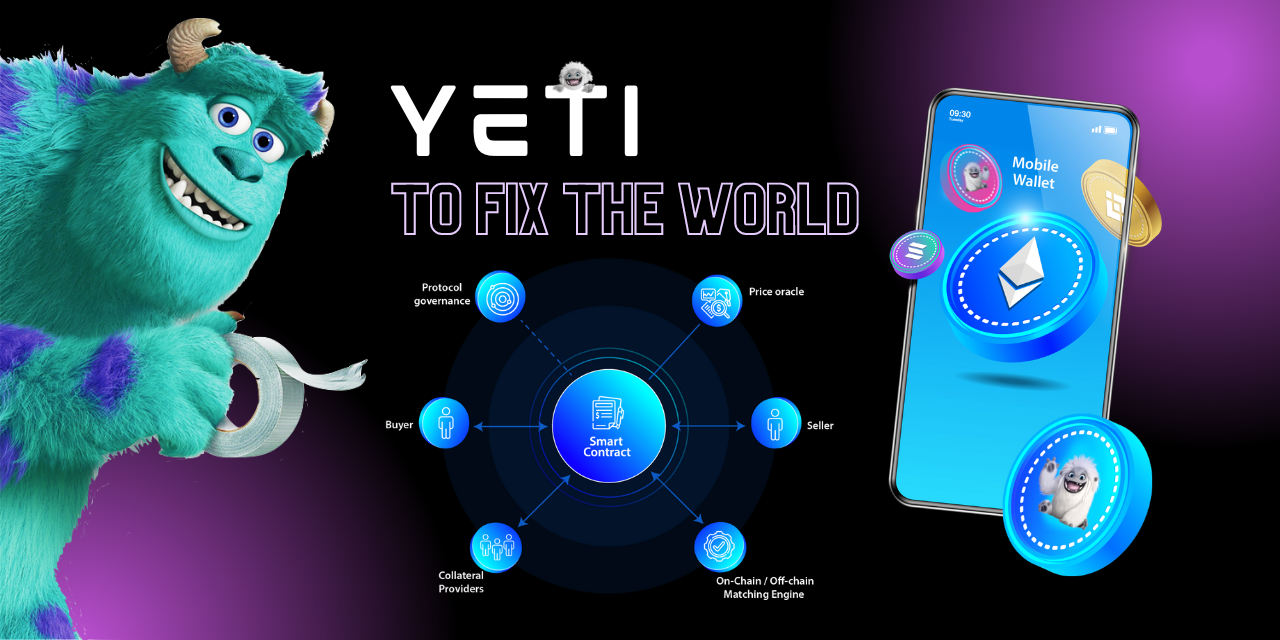 YETI
TO FIX THE WORLD
09:30
Tuesday
Mobile
Wallet
Protocol
governance
Price oracle
Buyer
Smart
Contract
Seller
Collateral
Providers
On-Chain / Off-chain
Matching Engine